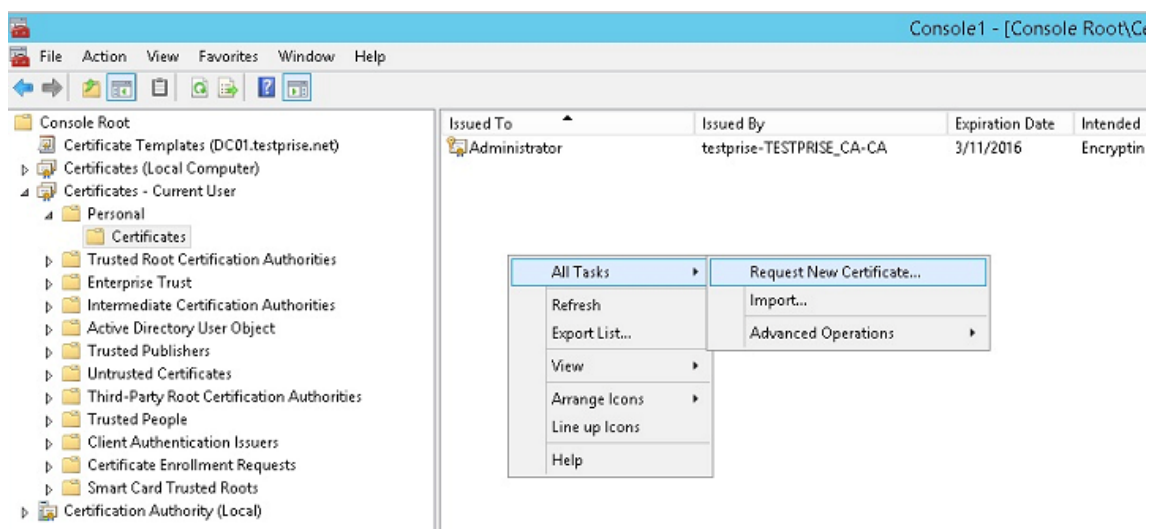 Console1 - [Console Root\Ce
File Action View Favorites Window Help
Console Root
Certificate Templates (DC01.testprise.net)
Certificates (Local Computer)
Certificates - Current User
Personal
Certificates
Trusted Root Certification Authorities
Enterprise Trust
Intermediate Certification Authorities
Active Directory User Object
Trusted Publishers
Untrusted Certificates
Third-Party Root Certification Authorities
Trusted People
Client Authentication Issuers
Certificate Enrollment Requests
Smart Card Trusted Roots
Certification Authority (Local)
Issued To Issued By Expiration Date Intended
Administrator testprise-TESTPRISE_CA-CA 3/11/2016 Encryptin
All Tasks
Refresh
Export List...
View
Arrange Icons
Line up Icons
Help
Request New Certificate...
Import...
Advanced Operations